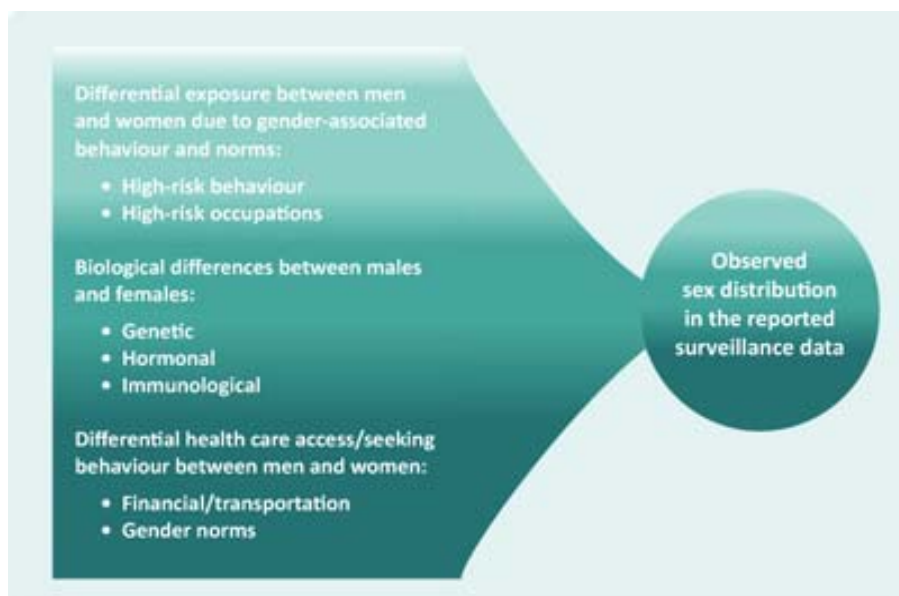 Differential exposure between men
and women due to gender-associated
behaviour and norms:
• High-risk behaviour
• High-risk occupations
Biological differences between males
and females:
• Genetic
• Hormonal
• Immunological
Differential health care access/seeking
behaviour between men and women:
• Financial/transportation
• Gender norms
Observed
sex distribution
in the reported
surveillance data